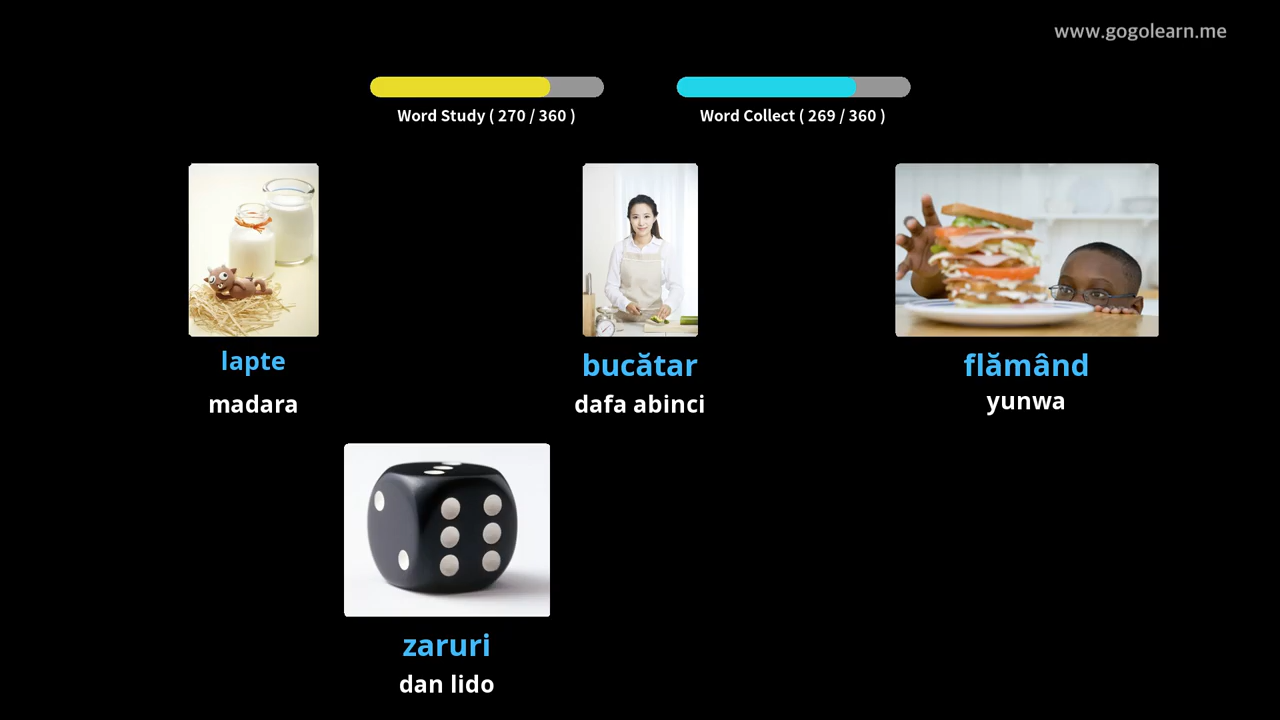 www.gogolearn.me
Word Study ( 270 / 360 )
Word Collect ( 269 / 360 )
lapte
madara
bucătar
dafa abinci
flămând
yunwa
zaruri
dan lido